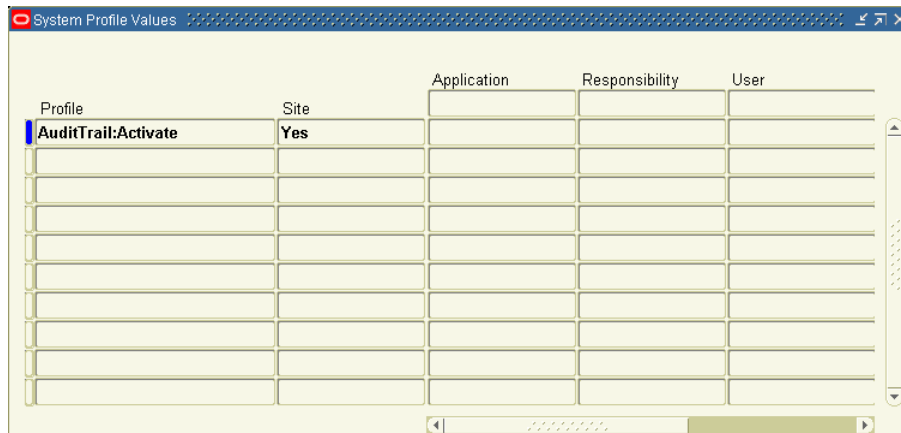 System Profile Values
Application Responsibility User
Profile Site
AuditTrail:Activate Yes